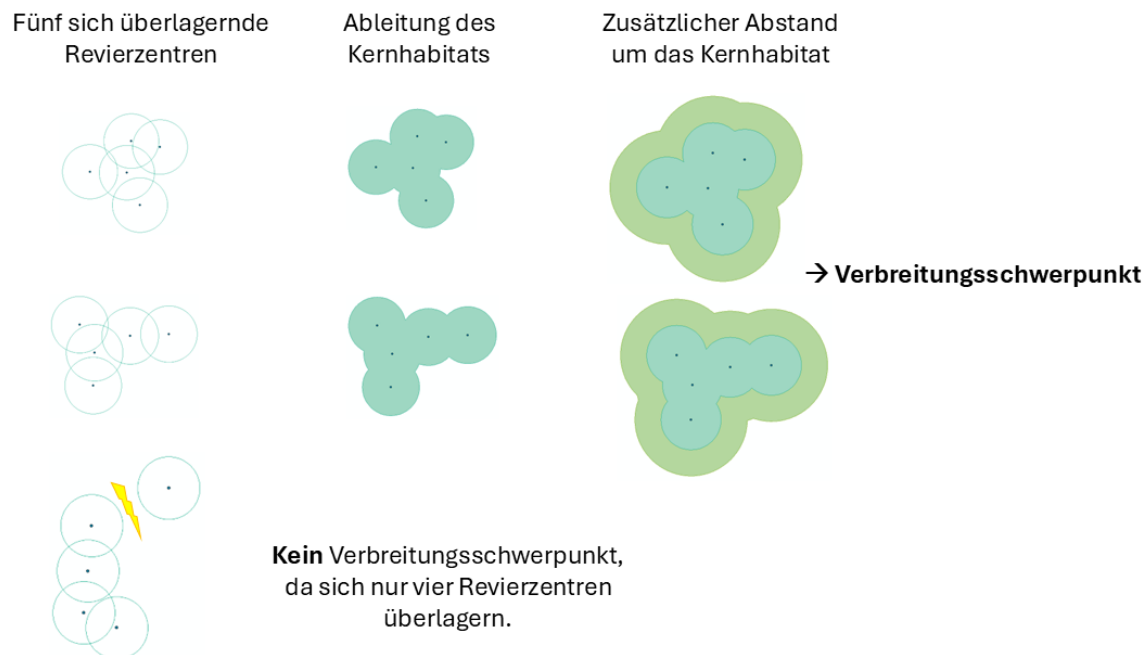 Fünf sich überlagernde
Revierzentren
Ableitung des
Kernhabitats
Zusätzlicher Abstand
um das Kernhabitat
→ Verbreitungsschwerpunkt
Kein Verbreitungsschwerpunkt,
da sich nur vier Revierzentren
überlagern.